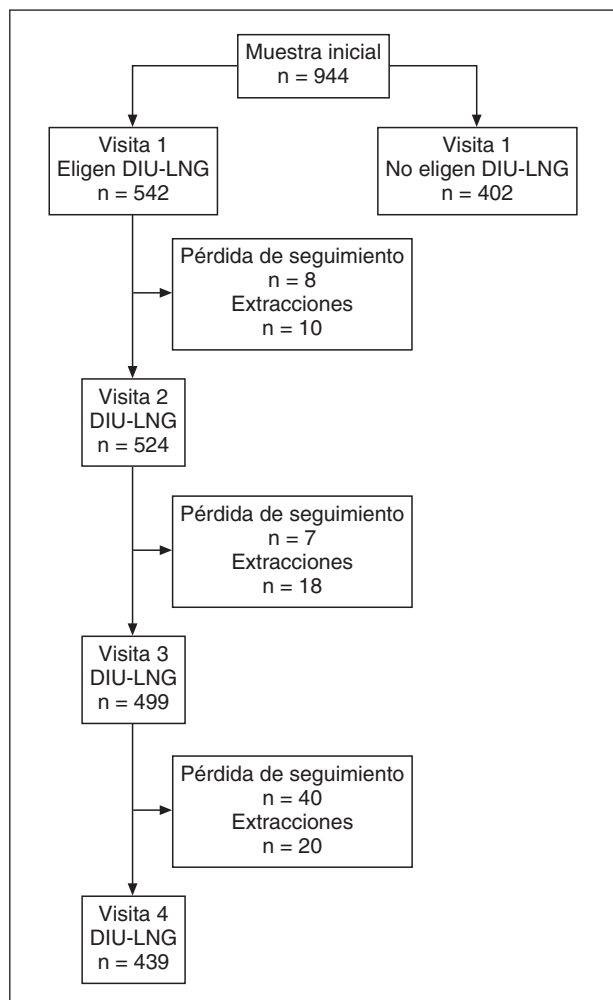 Muestra inicial
n = 944
Visita 1
Eligen DIU-LNG
n = 542
Visita 1
No eligen DIU-LNG
n = 402
Pérdida de seguimiento
n = 8
Extracciones
n = 10
Visita 2
DIU-LNG
n = 524
Pérdida de seguimiento
n = 7
Extracciones
n = 18
Visita 3
DIU-LNG
n = 499
Pérdida de seguimiento
n = 40
Extracciones
n = 20
Visita 4
DIU-LNG
n = 439